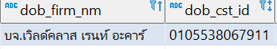 dob_firm_nm dob_cst_id
บจ.เวิลด์คลาส เรนท์ อะคาร์ 0105538067911